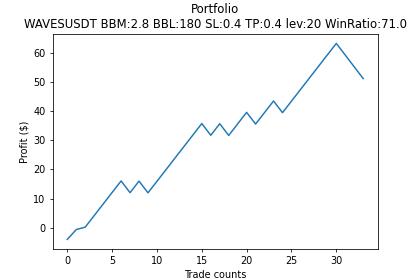 Portfolio
WAVESUSDT BBM:2.8 BBL:180 SL:0.4 TP:0.4 lev:20 WinRatio:71.0
60
50
40
30
20
10
0
Profit ($)
0 5 10 15 20 25 30
Trade counts